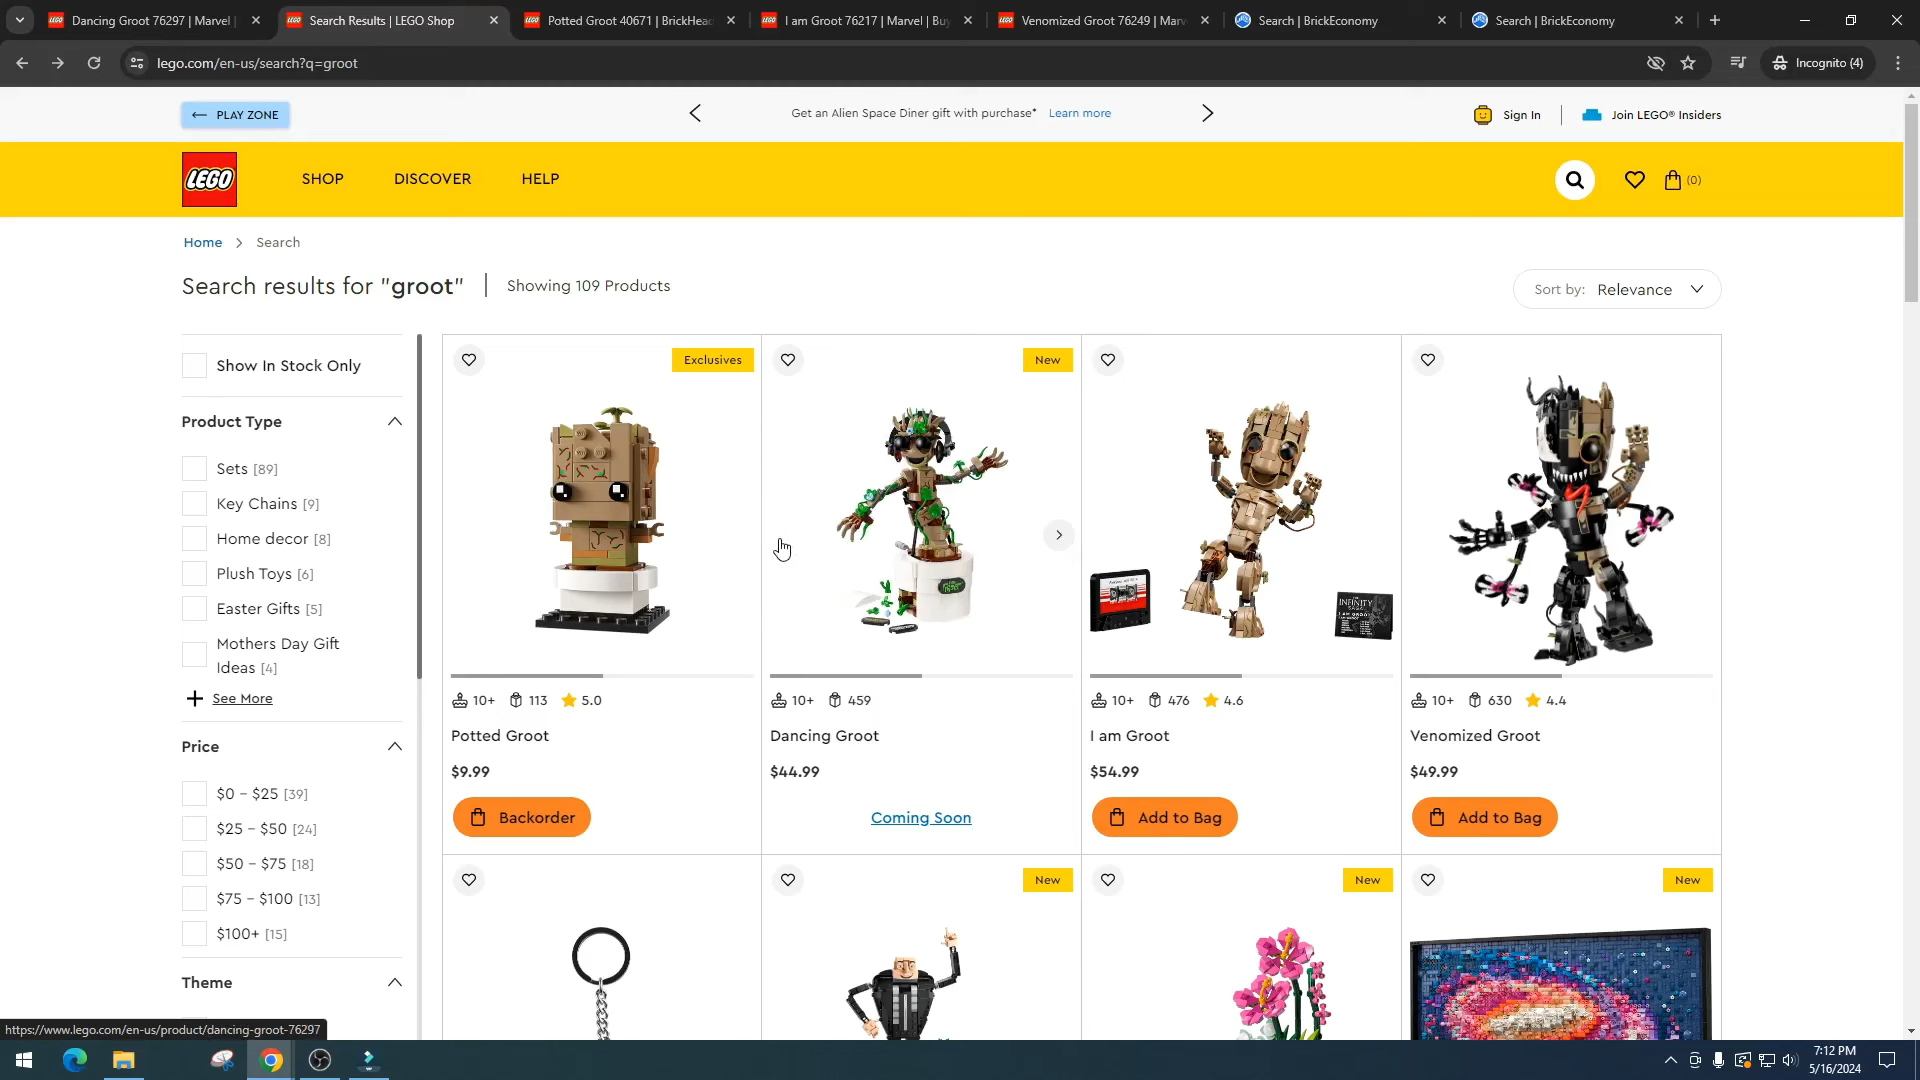 Dancing Groot 76297 | Marvel |
Search Results | LEGO Shop
Potted Groot 40671 | BrickHead
I am Groot 76217 | Marvel | Buy
Venomized Groot 76249 | Marv
Search | BrickEconomy
Search | BrickEconomy
lego.com/en-us/search?q=groot
Incognito (4)
PLAY ZONE
Get an Alien Space Diner gift with purchase* Learn more
Sign In
Join LEGO® Insiders
LEGO
SHOP
DISCOVER
HELP
(0)
Home > Search
Search results for "groot" | Showing 109 Products
Sort by: Relevance
Show In Stock Only
Product Type
Sets [89]
Key Chains [9]
Home decor [8]
Plush Toys [6]
Easter Gifts [5]
Mothers Day Gift
Ideas [4]
See More
Price
$0 - $25 [39]
$25 - $50 [24]
$50 - $75 [18]
$75 - $100 [13]
$100+ [15]
Theme
Exclusives
10+ 113 5.0
Potted Groot
$9.99
Backorder
New
10+ 459
Dancing Groot
$44.99
Coming Soon
THE
INFINITY
SAGA
I AM GROOT
10+ 476 4.6
I am Groot
$54.99
Add to Bag
10+ 630 4.4
Venomized Groot
$49.99
Add to Bag
New
New
New
https://www.lego.com/en-us/product/dancing-groot-76297
7:12 PM
5/16/2024